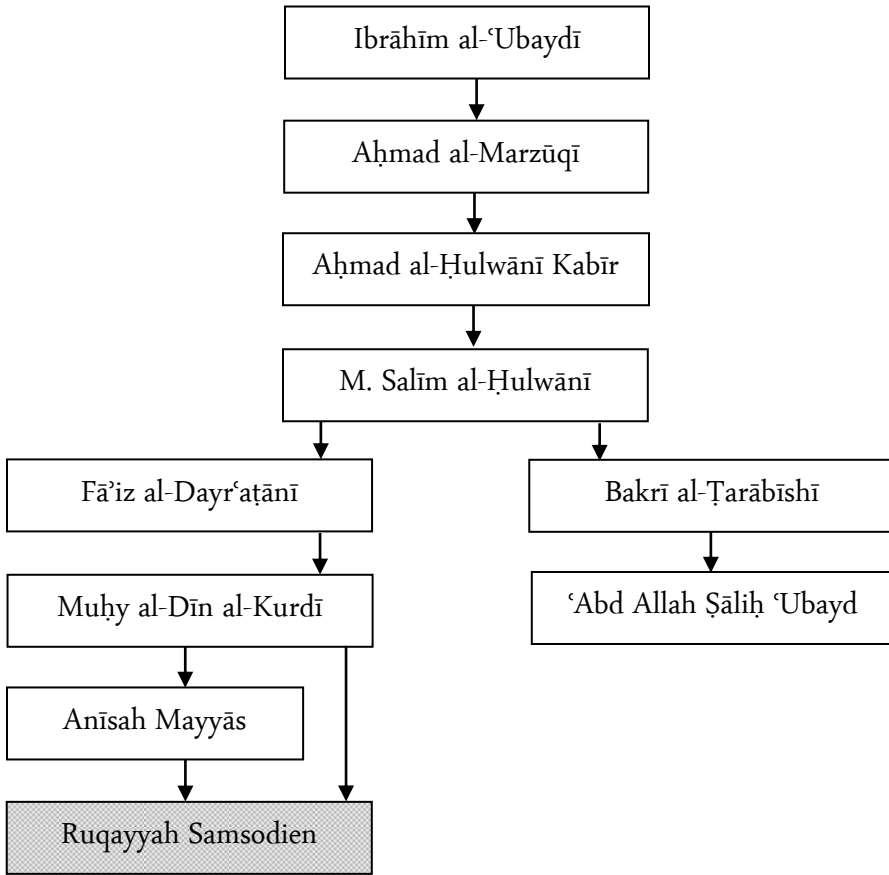 Ibrāhīm al-ʿUbaydī
Aḥmad al-Marzūqī
Aḥmad al-Ḥulwānī Kabīr
M. Salīm al-Ḥulwānī
Fāʾiz al-Dayrʿaṭānī
Bakrī al-Ṭarābīshī
Muḥy al-Dīn al-Kurdī
ʿAbd Allah Ṣāliḥ ʿUbayd
Anīsah Mayyās
Ruqayyah Samsodien